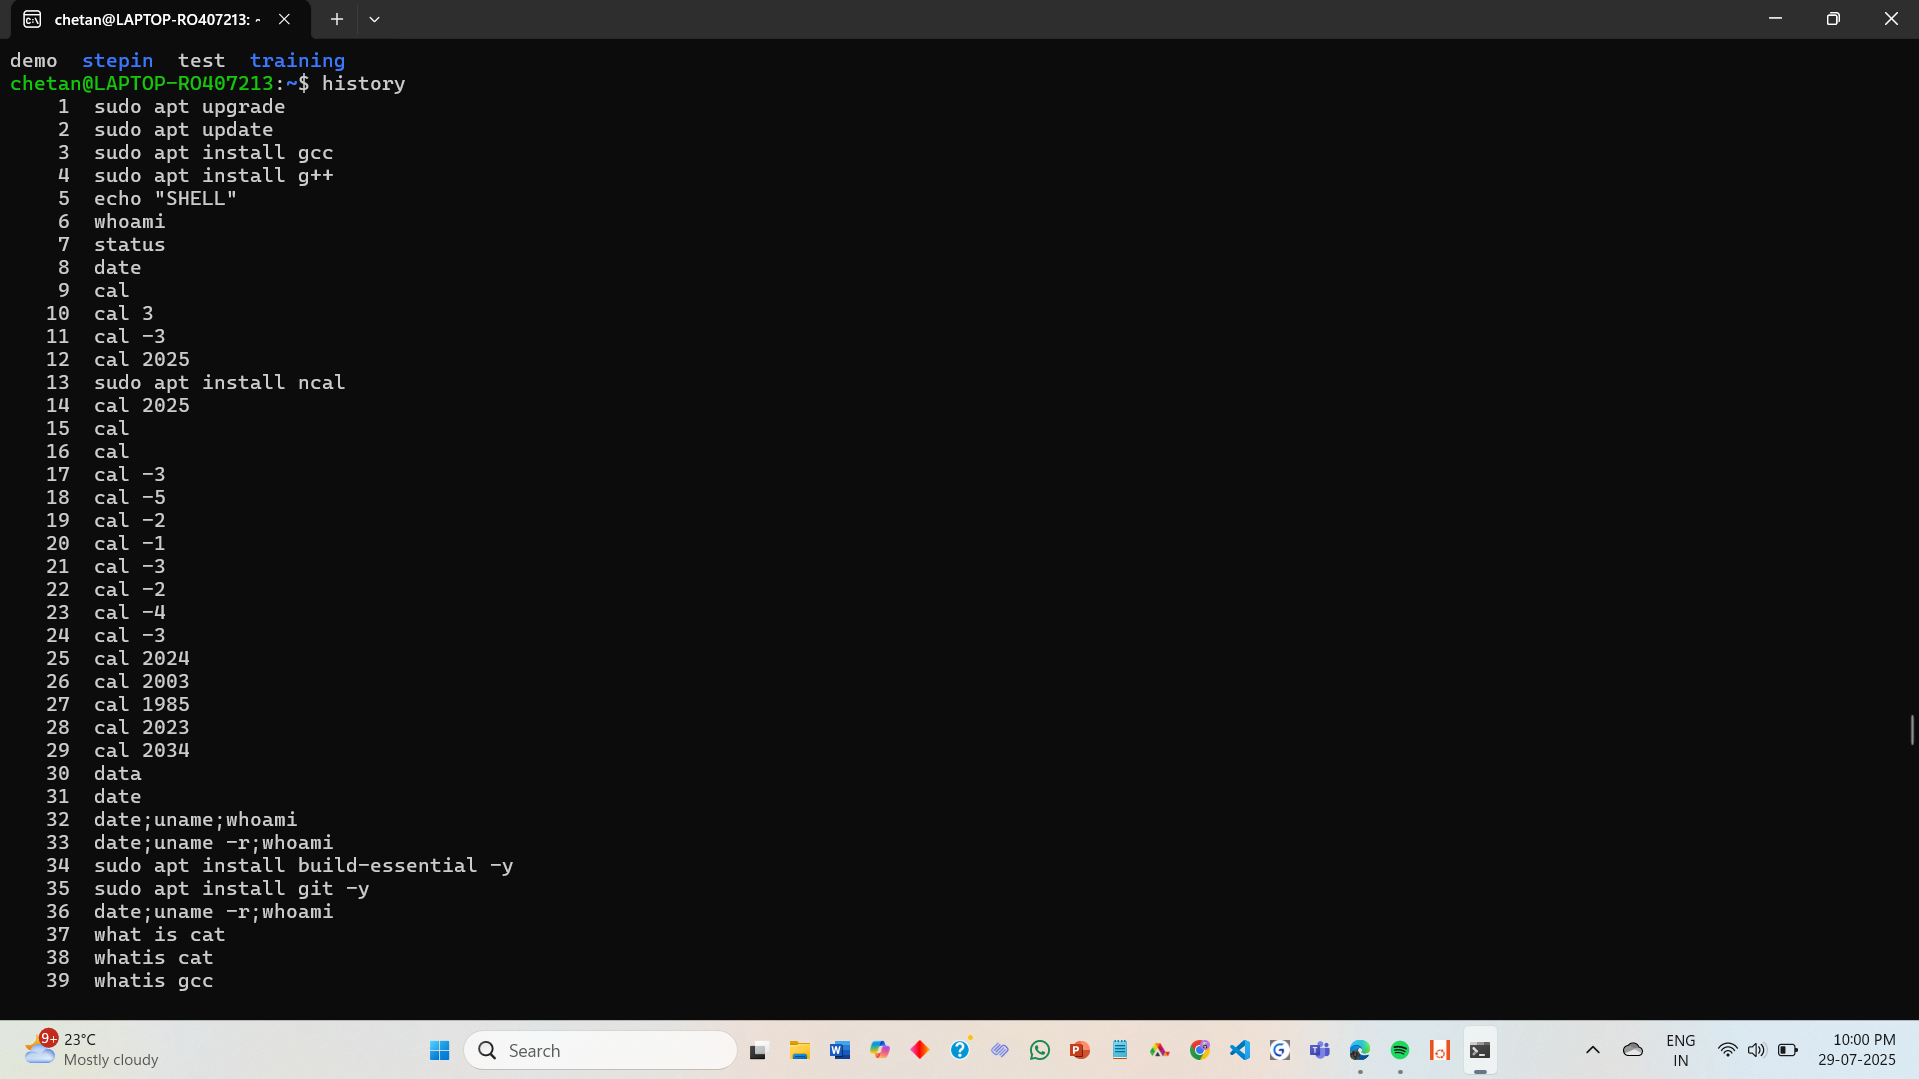 chetan@LAPTOP-RO407213: ~
demo  stepin  test  training
chetan@LAPTOP-RO407213:~$ history
    1  sudo apt upgrade
    2  sudo apt update
    3  sudo apt install gcc
    4  sudo apt install g++
    5  echo "SHELL"
    6  whoami
    7  status
    8  date
    9  cal
   10  cal 3
   11  cal -3
   12  cal 2025
   13  sudo apt install ncal
   14  cal 2025
   15  cal
   16  cal
   17  cal -3
   18  cal -5
   19  cal -2
   20  cal -1
   21  cal -3
   22  cal -2
   23  cal -4
   24  cal -3
   25  cal 2024
   26  cal 2003
   27  cal 1985
   28  cal 2023
   29  cal 2034
   30  data
   31  date
   32  date;uname;whoami
   33  date;uname -r;whoami
   34  sudo apt install build-essential -y
   35  sudo apt install git -y
   36  date;uname -r;whoami
   37  what is cat
   38  whatis cat
   39  whatis gcc
9+
23°C
Mostly cloudy
Search
ENG
IN
10:00 PM
29-07-2025